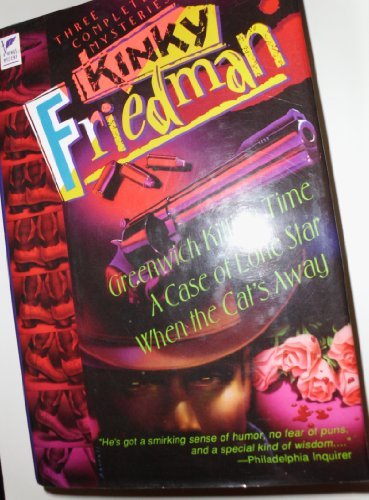 THREE
COMPLETE
MYSTERIES
KINKY
Friedman
Greenwich Killing Time
A Case of Lone Star
When the Cat's Away
"He's got a smirking sense of humor, no fear of puns,
and a special kind of wisdom...."
—Philadelphia Inquirer